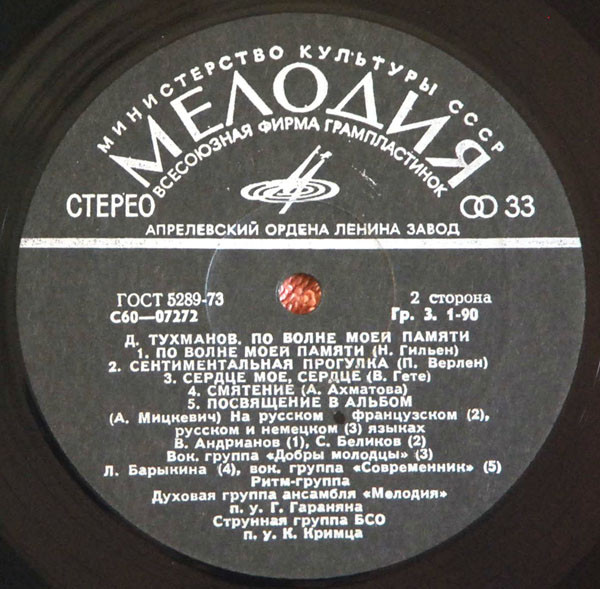 МИНИСТЕРСТВО КУЛЬТУРЫ СССР
МЕЛОДИЯ
ВСЕСОЮЗНАЯ ФИРМА ГРАМПЛАСТИНОК
СТЕРЕО
33
АПРЕЛЕВСКИЙ ОРДЕНА ЛЕНИНА ЗАВОД
ГОСТ 5289-73
2 сторона
С60—07272
Гр. 3. 1-90
Д. ТУХМАНОВ. ПО ВОЛНЕ МОЕЙ ПАМЯТИ
1. ПО ВОЛНЕ МОЕЙ ПАМЯТИ (Н. Гильен)
2. СЕНТИМЕНТАЛЬНАЯ ПРОГУЛКА (П. Верлен)
3. СЕРДЦЕ МОЕ, СЕРДЦЕ (В. Гете)
4. СМЯТЕНИЕ (А. Ахматова)
5. ПОСВЯЩЕНИЕ В АЛЬБОМ
(А. Мицкевич) На русском французском (2),
русском и немецком (3) языках
В. Андрианов (1), С. Беликов (2)
Вок. группа «Добры молодцы» (3)
Л. Барыкина (4), вок. группа «Современник» (5)
Ритм-группа
Духовая группа ансамбля «Мелодия»
п. у. Г. Гараняна
Струнная группа БСО
п. у. К. Кримца